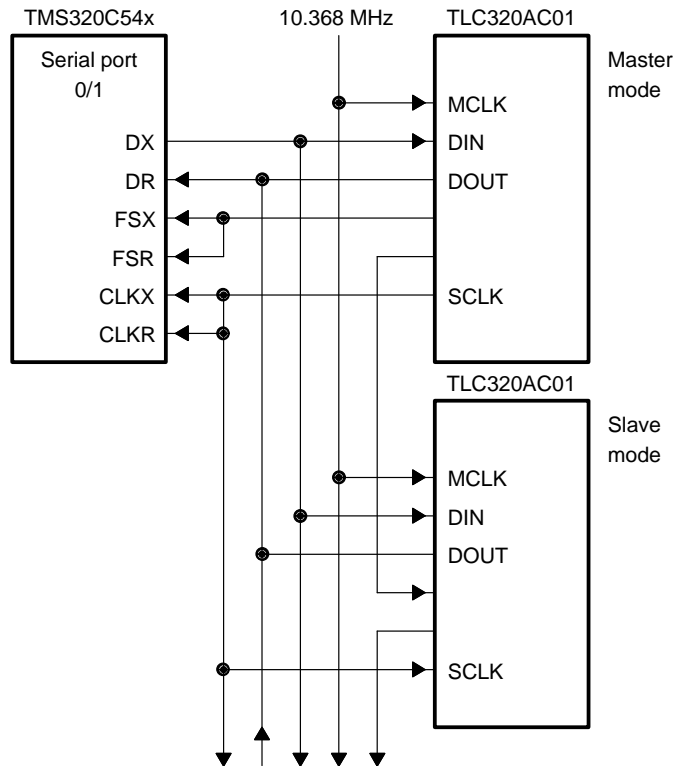 TMS320C54x
10.368 MHz
TLC320AC01
Serial port
0/1
DX
DR
FSX
FSR
CLKX
CLKR
MCLK
DIN
DOUT
SCLK
Master
mode
TLC320AC01
MCLK
DIN
DOUT
SCLK
Slave
mode